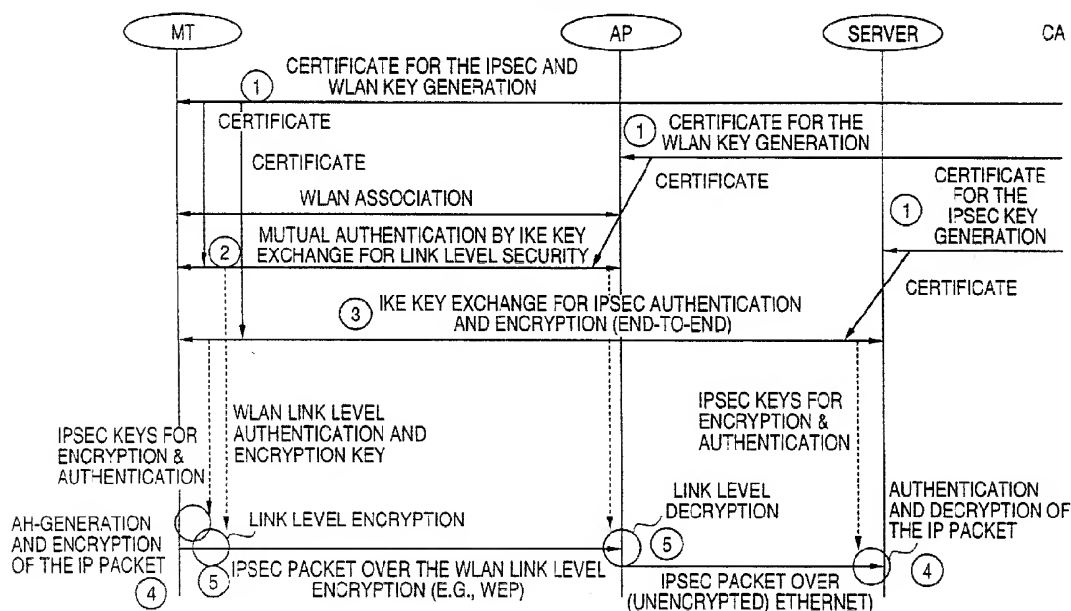 MT
AP
SERVER
CA
1
CERTIFICATE FOR THE IPSEC AND
WLAN KEY GENERATION
CERTIFICATE
CERTIFICATE
1
CERTIFICATE FOR THE
WLAN KEY GENERATION
CERTIFICATE
1
CERTIFICATE
FOR THE
IPSEC KEY
GENERATION
CERTIFICATE
WLAN ASSOCIATION
2
MUTUAL AUTHENTICATION BY IKE KEY
EXCHANGE FOR LINK LEVEL SECURITY
3
IKE KEY EXCHANGE FOR IPSEC AUTHENTICATION
AND ENCRYPTION (END-TO-END)
IPSEC KEYS FOR
ENCRYPTION &
AUTHENTICATION
WLAN LINK LEVEL
AUTHENTICATION AND
ENCRYPTION KEY
IPSEC KEYS FOR
ENCRYPTION &
AUTHENTICATION
AH-GENERATION
AND ENCRYPTION
OF THE IP PACKET
4
LINK LEVEL ENCRYPTION
5
IPSEC PACKET OVER THE WLAN LINK LEVEL
ENCRYPTION (E.G., WEP)
LINK LEVEL
DECRYPTION
5
IPSEC PACKET OVER
(UNENCRYPTED) ETHERNET
AUTHENTICATION
AND DECRYPTION OF
THE IP PACKET
4